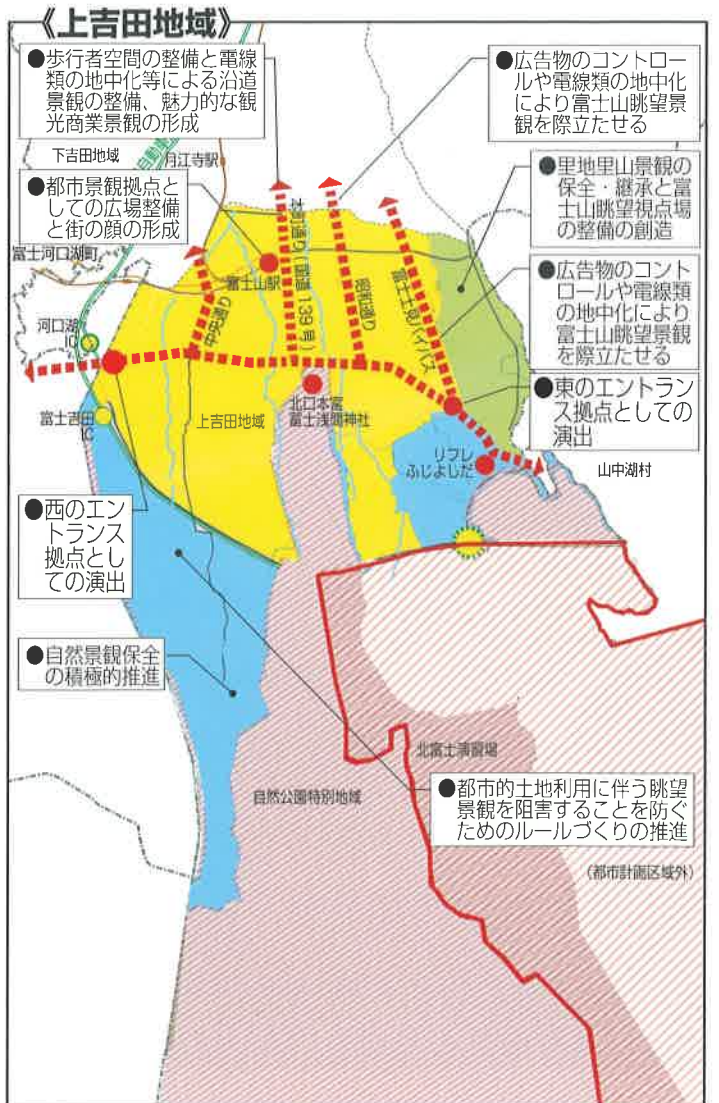 《上吉田地域》
●歩行者空間の整備と電線
類の地中化等による沿道
景観の整備、魅力的な観
光商業景観の形成
●広告物のコントロー
ルや電線類の地中化
により富士山眺望景
観を際立たせる
下吉田地域
自動車
月江寺駅
●都市景観拠点と
しての広場整備
と街の顔の形成
●里地里山景観の
保全・継承と富
士山眺望視点場
の整備の創造
富士河口湖町
富士山駅
本町通り(国道139号)
昭和通り
富士見バイパス
中央通り
●広告物のコント
ロールや電線類
の地中化により
富士山眺望景観
を際立たせる
河口湖
IC
富士吉田
IC
上吉田地域
北口本宮
冨士浅間神社
●東のエントラン
ス拠点としての
演出
リフレ
ふじよしだ
山中湖村
●西のエン
トランス
拠点とし
ての演出
●自然景観保全
の積極的推進
北富士演習場
自然公園特別地域
●都市的土地利用に伴う眺望
景観を阻害することを防ぐ
ためのルールづくりの推進
(都市計画区域外)